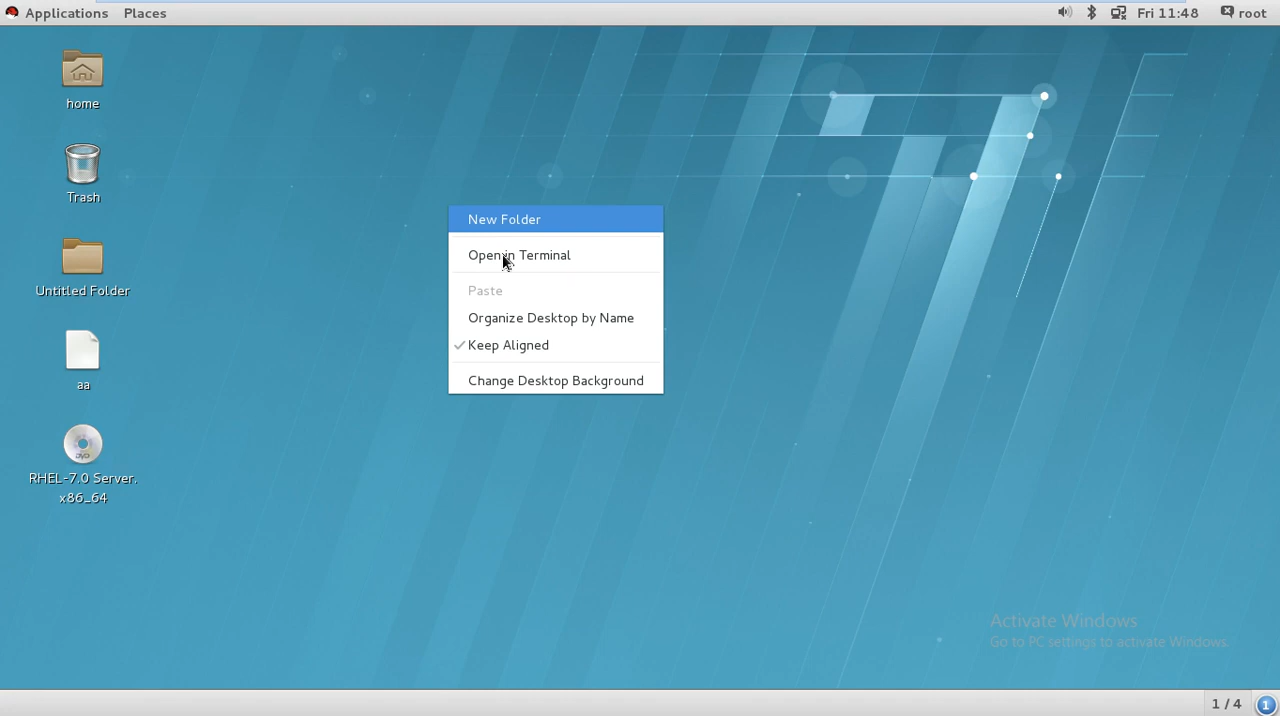 Applications Places Fri 11:48 root
home
Trash
Untitled Folder
aa
RHEL-7.0 Server.
x86_64
New Folder
Open in Terminal
Paste
Organize Desktop by Name
Keep Aligned
Change Desktop Background
Activate Windows
Go to PC settings to activate Windows.
1 / 4 1